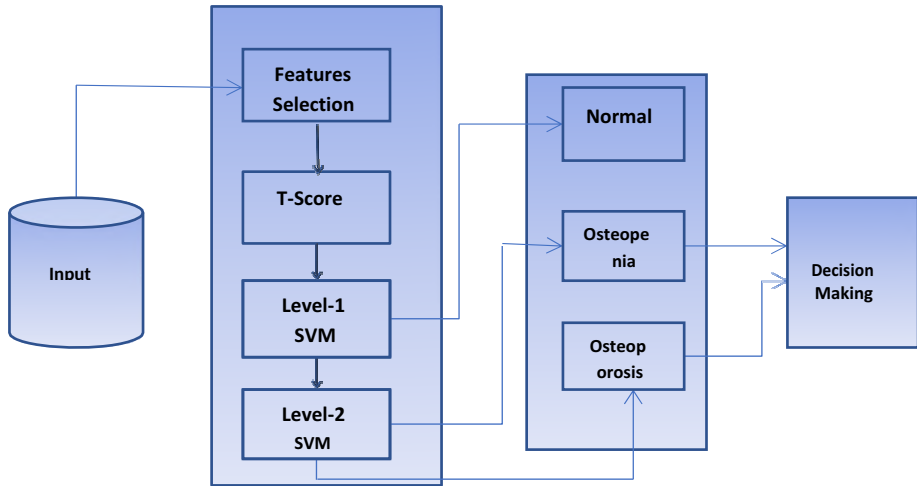 Features
Selection
T-Score
Level-1
SVM
Level-2
SVM
Input
Normal
Osteope
nia
Osteop
orosis
Decision
Making